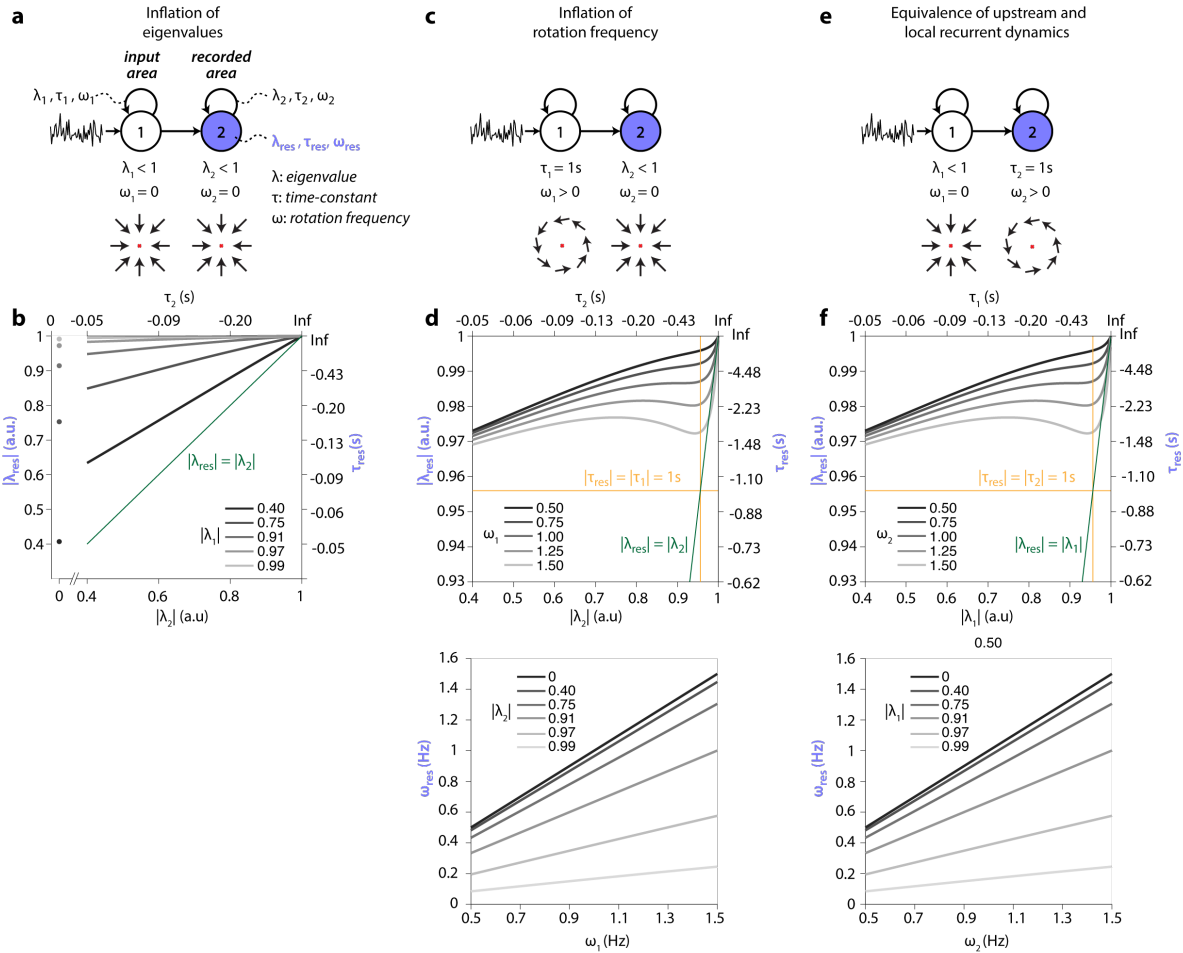 a
Inflation of
eigenvalues
input
area
recorded
area
λ1 , τ1 , ω1
λ2, τ2, ω2
1
2
λres , τres, ωres
λ1 < 1
λ2 < 1
ω1 = 0
ω2 = 0
λ: eigenvalue
τ: time-constant
ω: rotation frequency
c
Inflation of
rotation frequency
1
2
τ1 = 1s
λ2 < 1
ω1 > 0
ω2 = 0
e
Equivalence of upstream and
local recurrent dynamics
1
2
λ1 < 1
τ2 = 1s
ω1 = 0
ω2 > 0
b
τ2 (s)
0 -0.05 -0.09 -0.20 Inf
1
0.9
0.8
0.7
0.6
0.5
0.4
Inf
-0.43
-0.20
-0.13
-0.09
-0.06
-0.05
|λres| (a.u.)
τres(s)
|λres| = |λ2|
|λ1|
0.40
0.75
0.91
0.97
0.99
0 0.4 0.6 0.8 1
|λ2| (a.u)
d
τ2 (s)
-0.05 -0.06 -0.09 -0.13 -0.20 -0.43 Inf
1
0.99
0.98
0.97
0.96
0.95
0.94
0.93
Inf
-4.48
-2.23
-1.48
-1.10
-0.88
-0.73
-0.62
|λres| (a.u.)
τres(s)
|τres| = |τ1| = 1s
ω1
0.50
0.75
1.00
1.25
1.50
|λres| = |λ2|
0.4 0.5 0.6 0.7 0.8 0.9 1
|λ2| (a.u)
f
τ1 (s)
-0.05 -0.06 -0.09 -0.13 -0.20 -0.43 Inf
1
0.99
0.98
0.97
0.96
0.95
0.94
0.93
Inf
-4.48
-2.23
-1.48
-1.10
-0.88
-0.73
-0.62
|λres| (a.u.)
τres(s)
|τres| = |τ2| = 1s
ω2
0.50
0.75
1.00
1.25
1.50
|λres| = |λ1|
0.4 0.5 0.6 0.7 0.8 0.9 1
|λ1| (a.u)
0.50
1.6
1.4
1.2
1
0.8
0.6
0.4
0.2
0
ωres (Hz)
|λ2|
0
0.40
0.75
0.91
0.97
0.99
0.5 0.7 0.9 1.1 1.3 1.5
ω1 (Hz)
1.6
1.4
1.2
1
0.8
0.6
0.4
0.2
0
ωres (Hz)
|λ1|
0
0.40
0.75
0.91
0.97
0.99
0.5 0.7 0.9 1.1 1.3 1.5
ω2 (Hz)